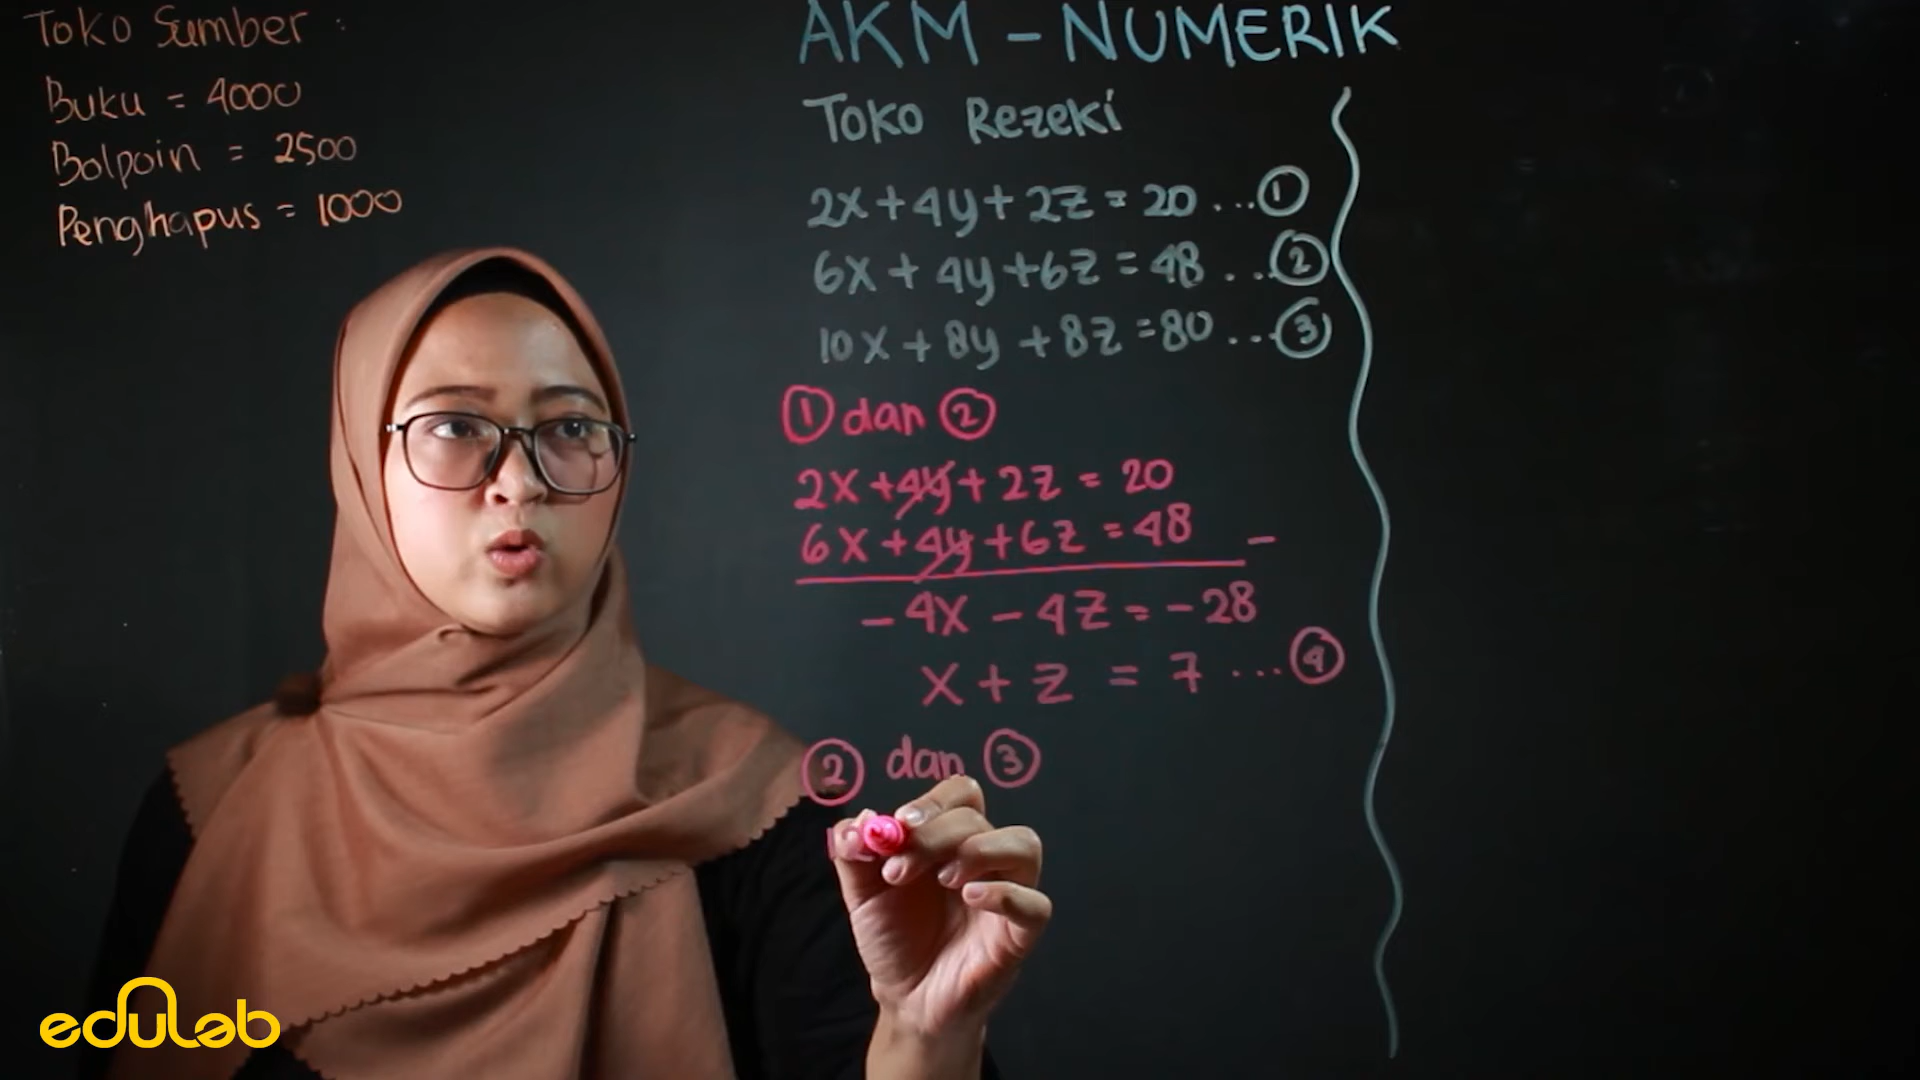 Toko Sumber :
Buku = 4000
Bolpoin = 2500
Penghapus = 1000
AKM - NUMERIK
Toko Rezeki
2x + 4y + 2z = 20 ... ①
6x + 4y + 6z = 48 ... ②
10x + 8y + 8z = 80 ... ③
① dan ②
2x + 4y + 2z = 20
6x + 4y + 6z = 48 -
- 4x - 4z = - 28
x + z = 7 .... ④
② dan ③
edulab